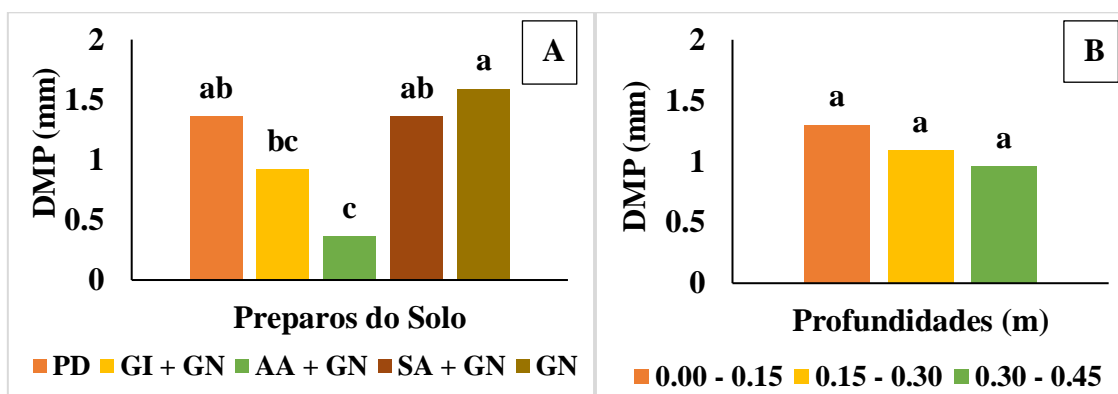 A
DMP (mm)
2
1.5
1
0.5
0
ab
bc
c
ab
a
Preparos do Solo
PD GI + GN AA + GN SA + GN GN
B
DMP (mm)
2
1.5
1
0.5
0
a
a
a
Profundidades (m)
0.00 - 0.15 0.15 - 0.30 0.30 - 0.45